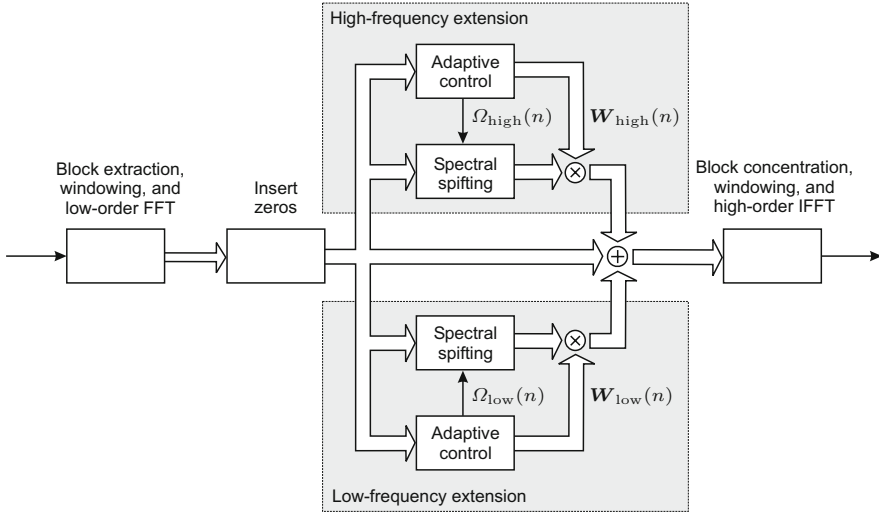 High-frequency extension
Adaptive
control
Ω_high(n)
W_high(n)
Block extraction,
windowing, and
low-order FFT
Insert
zeros
Spectral
spifting
Block concentration,
windowing, and
high-order IFFT
Spectral
spifting
Ω_low(n)
W_low(n)
Adaptive
control
Low-frequency extension